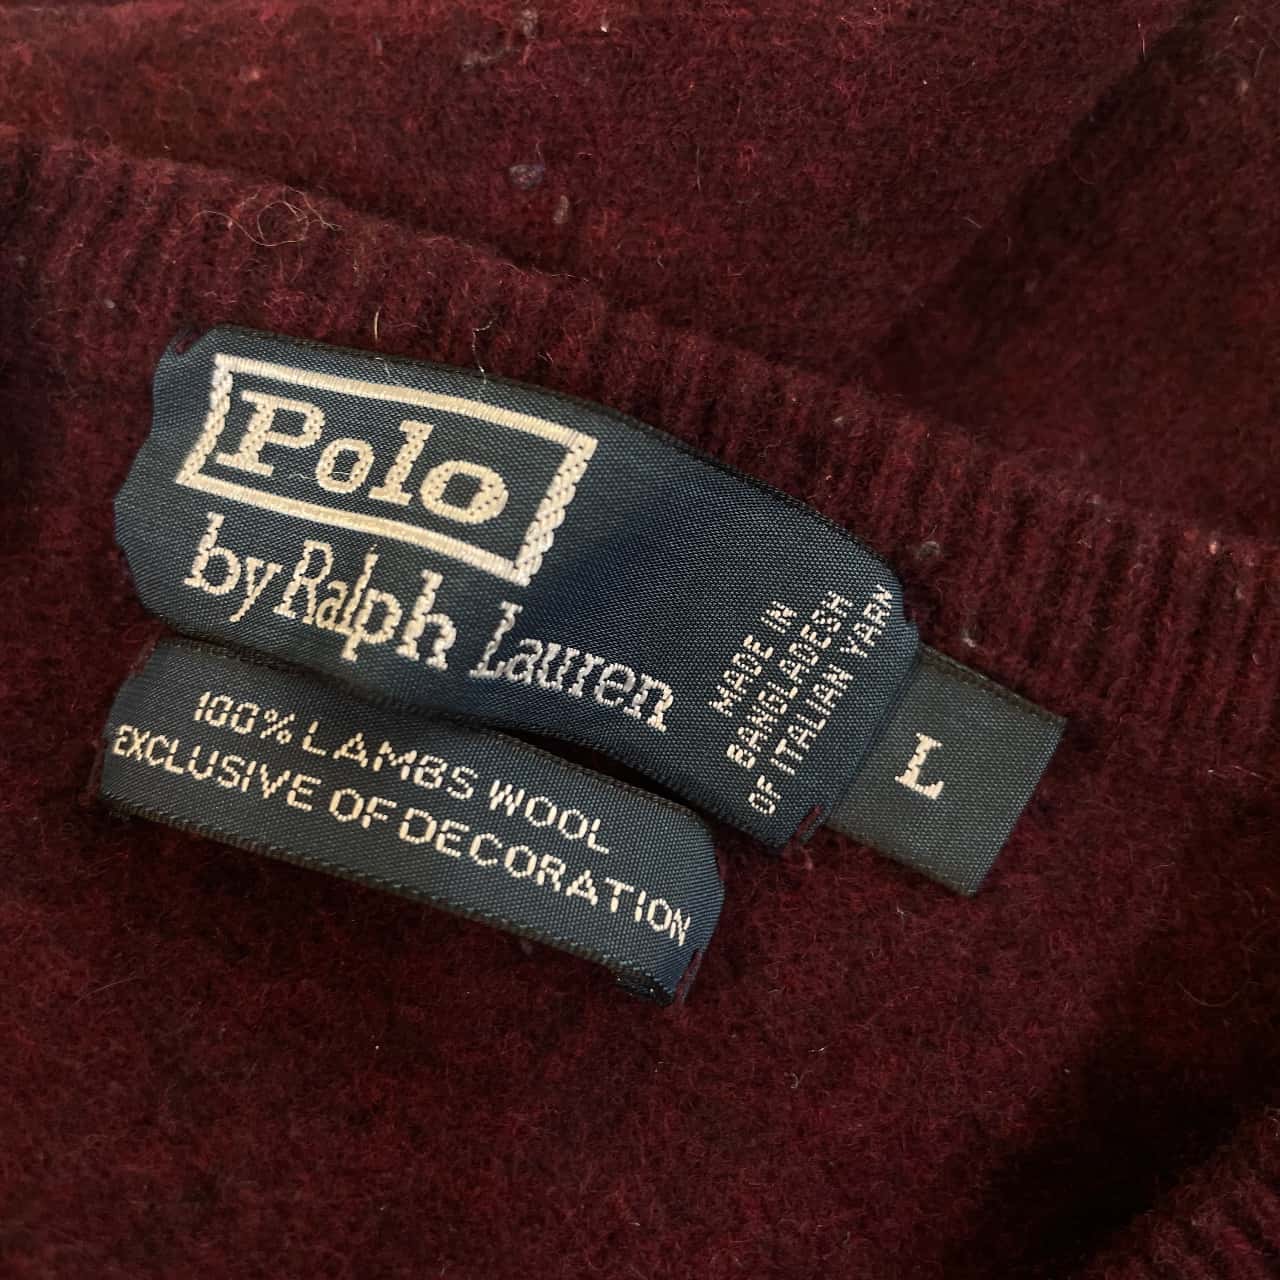 Polo
by Ralph Lauren
MADE IN
BANGLADESH
OF ITALIAN YARN
L
100% LAMBS WOOL
EXCLUSIVE OF DECORATION